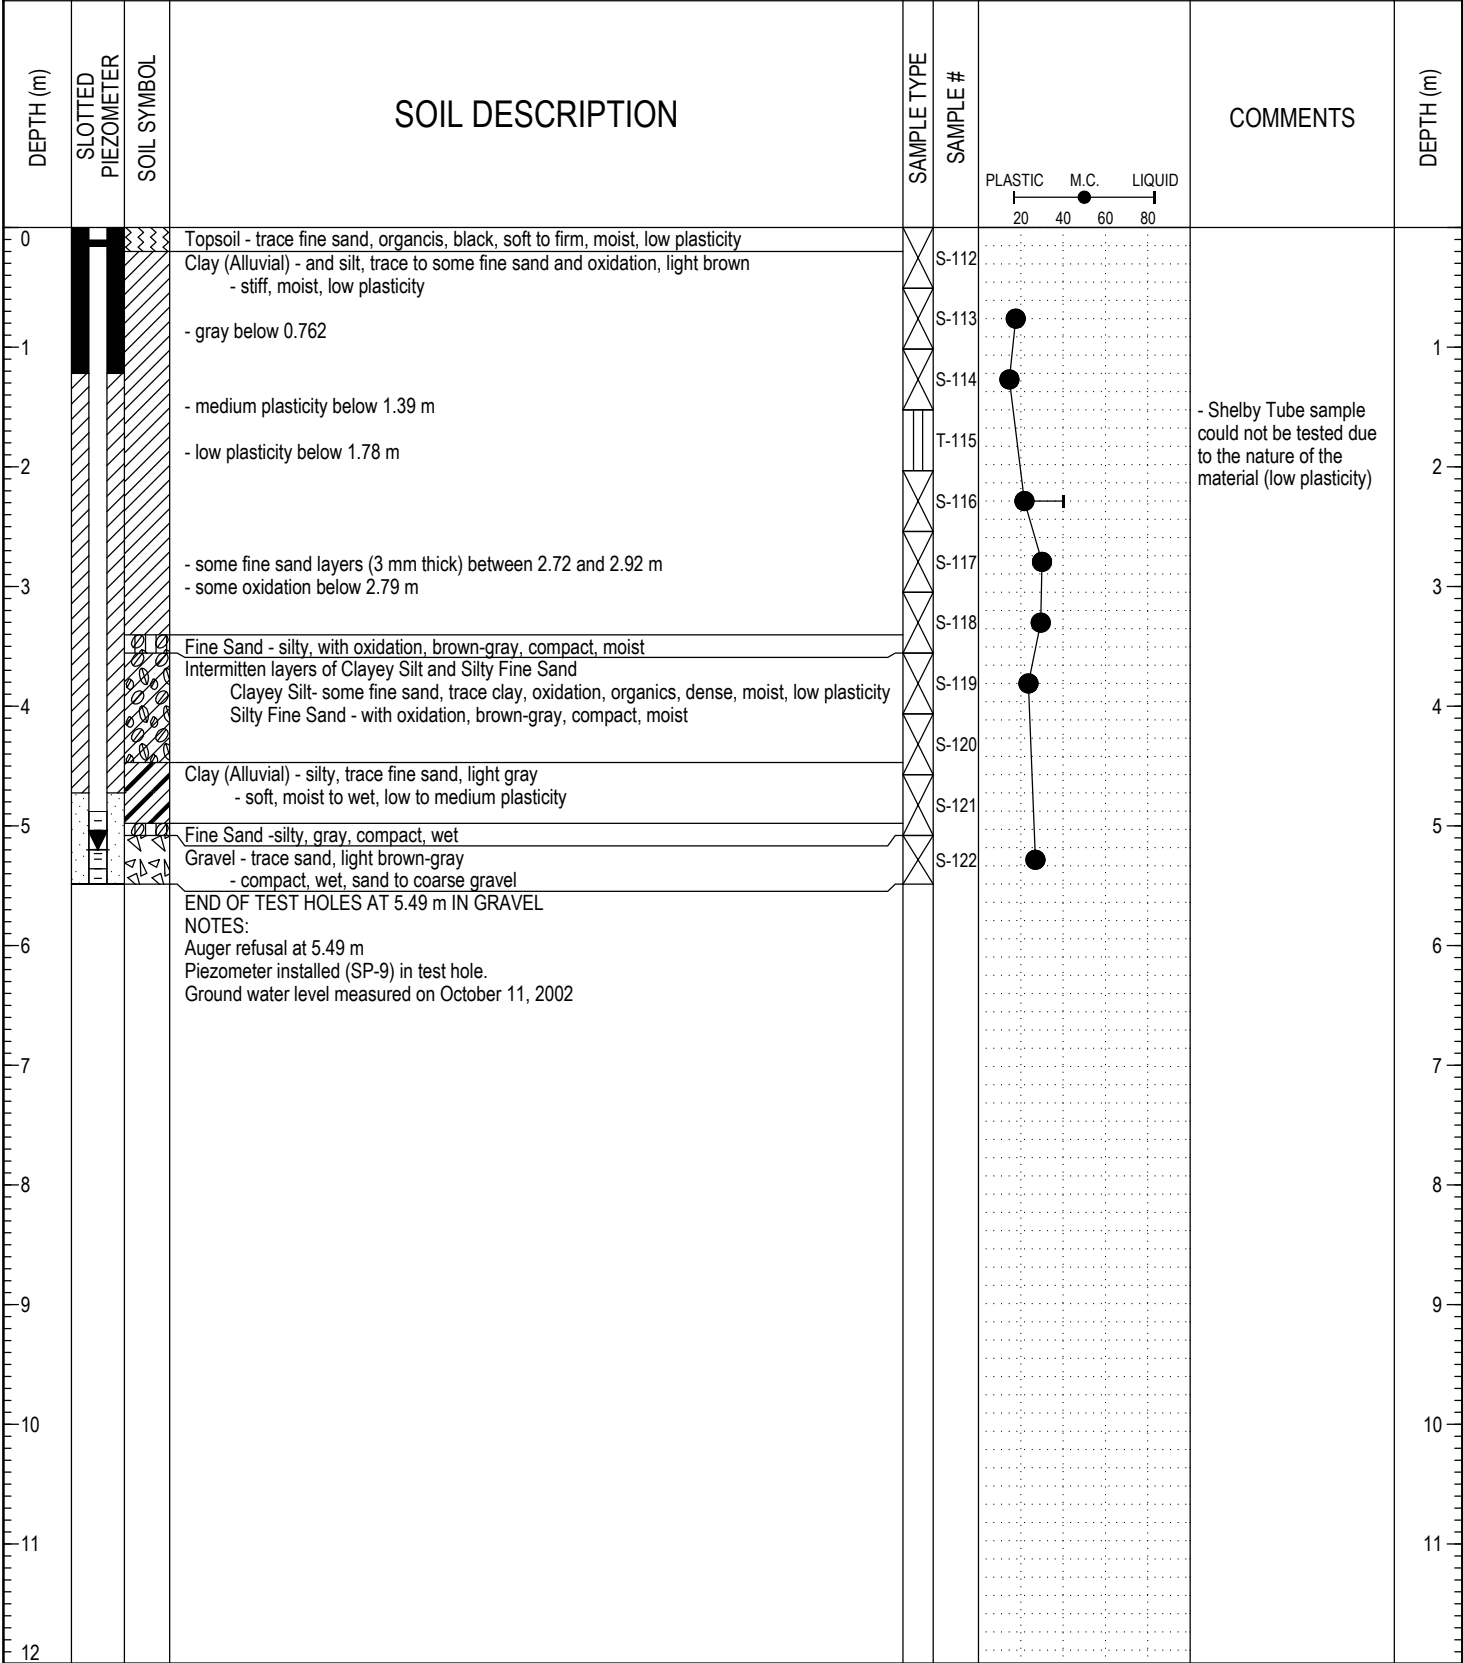 DEPTH (m)
SLOTTED
PIEZOMETER
SOIL SYMBOL
SOIL DESCRIPTION
SAMPLE TYPE
SAMPLE #
PLASTIC M.C. LIQUID
20 40 60 80
COMMENTS
DEPTH (m)
0
Topsoil - trace fine sand, organcis, black, soft to firm, moist, low plasticity
Clay (Alluvial) - and silt, trace to some fine sand and oxidation, light brown
S-112
- stiff, moist, low plasticity
S-113
- gray below 0.762
1
1
S-114
- medium plasticity below 1.39 m
- Shelby Tube sample
could not be tested due
to the nature of the
material (low plasticity)
T-115
- low plasticity below 1.78 m
2
2
S-116
- some fine sand layers (3 mm thick) between 2.72 and 2.92 m
S-117
- some oxidation below 2.79 m
3
3
S-118
Fine Sand - silty, with oxidation, brown-gray, compact, moist
Intermitten layers of Clayey Silt and Silty Fine Sand
S-119
Clayey Silt- some fine sand, trace clay, oxidation, organics, dense, moist, low plasticity
4
4
Silty Fine Sand - with oxidation, brown-gray, compact, moist
S-120
Clay (Alluvial) - silty, trace fine sand, light gray
- soft, moist to wet, low to medium plasticity
S-121
5
5
Fine Sand -silty, gray, compact, wet
Gravel - trace sand, light brown-gray
S-122
- compact, wet, sand to coarse gravel
END OF TEST HOLES AT 5.49 m IN GRAVEL
NOTES:
6
6
Auger refusal at 5.49 m
Piezometer installed (SP-9) in test hole.
Ground water level measured on October 11, 2002
7
7
8
8
9
9
10
10
11
11
12